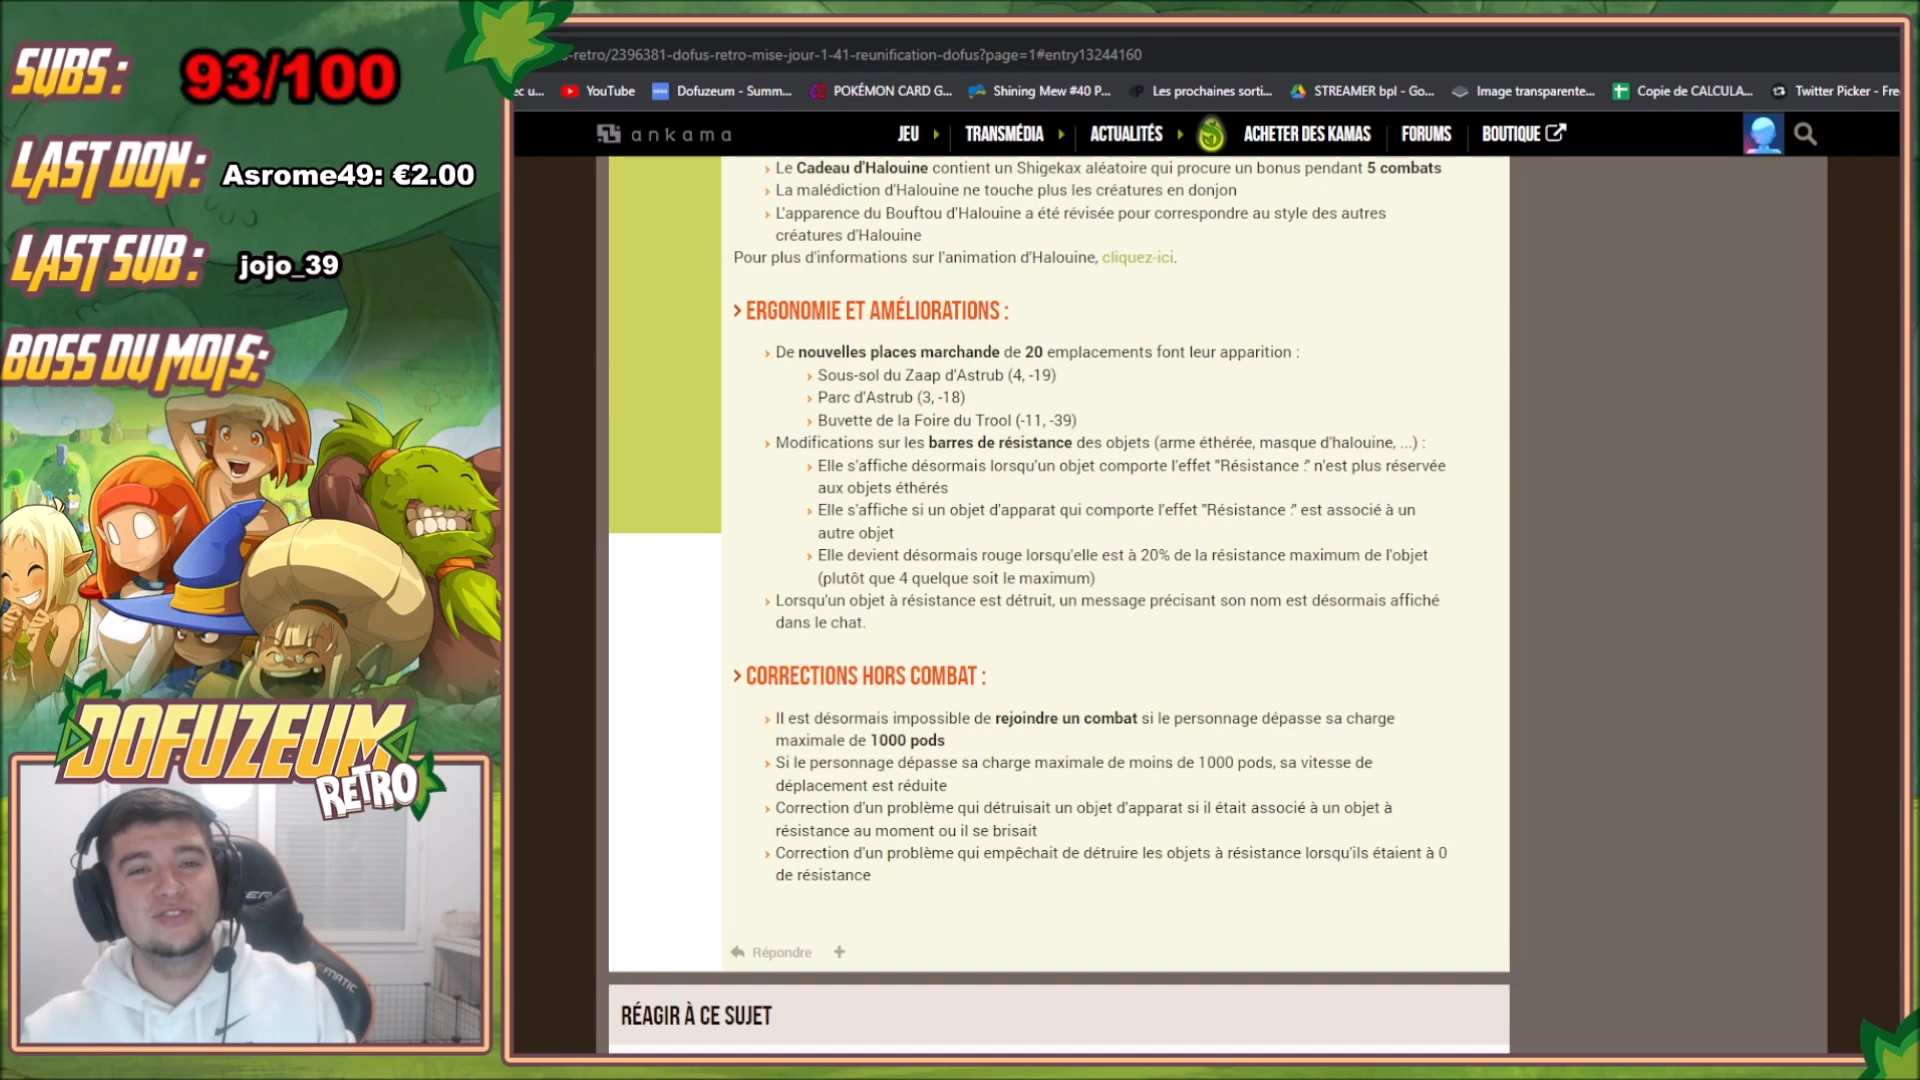 SUBS : 93/100
LAST DON : Asrome49: €2.00
LAST SUB : jojo_39
BOSS DU MOIS:
DOFUZEUM
RETRO
FNATIC
s-retro/2396381-dofus-retro-mise-jour-1-41-reunification-dofus?page=1#entry13244160
ec u... YouTube Dofuzeum - Summ... POKÉMON CARD G... Shining Mew #40 P... Les prochaines sorti... STREAMER bpl - Go... Image transparente... Copie de CALCULA... Twitter Picker - Fre
ankama JEU TRANSMÉDIA ACTUALITÉS ACHETER DES KAMAS FORUMS BOUTIQUE
› Le Cadeau d'Halouine contient un Shigekax aléatoire qui procure un bonus pendant 5 combats
› La malédiction d'Halouine ne touche plus les créatures en donjon
› L'apparence du Bouftou d'Halouine a été révisée pour correspondre au style des autres
créatures d'Halouine
Pour plus d'informations sur l'animation d'Halouine, cliquez-ici.
> ERGONOMIE ET AMÉLIORATIONS :
› De nouvelles places marchande de 20 emplacements font leur apparition :
› Sous-sol du Zaap d'Astrub (4, -19)
› Parc d'Astrub (3, -18)
› Buvette de la Foire du Trool (-11, -39)
› Modifications sur les barres de résistance des objets (arme éthérée, masque d'halouine, ...) :
› Elle s'affiche désormais lorsqu'un objet comporte l'effet "Résistance :" n'est plus réservée
aux objets éthérés
› Elle s'affiche si un objet d'apparat qui comporte l'effet "Résistance :" est associé à un
autre objet
› Elle devient désormais rouge lorsqu'elle est à 20% de la résistance maximum de l'objet
(plutôt que 4 quelque soit le maximum)
› Lorsqu'un objet à résistance est détruit, un message précisant son nom est désormais affiché
dans le chat.
> CORRECTIONS HORS COMBAT :
› Il est désormais impossible de rejoindre un combat si le personnage dépasse sa charge
maximale de 1000 pods
› Si le personnage dépasse sa charge maximale de moins de 1000 pods, sa vitesse de
déplacement est réduite
› Correction d'un problème qui détruisait un objet d'apparat si il était associé à un objet à
résistance au moment ou il se brisait
› Correction d'un problème qui empêchait de détruire les objets à résistance lorsqu'ils étaient à 0
de résistance
Répondre +
RÉAGIR À CE SUJET